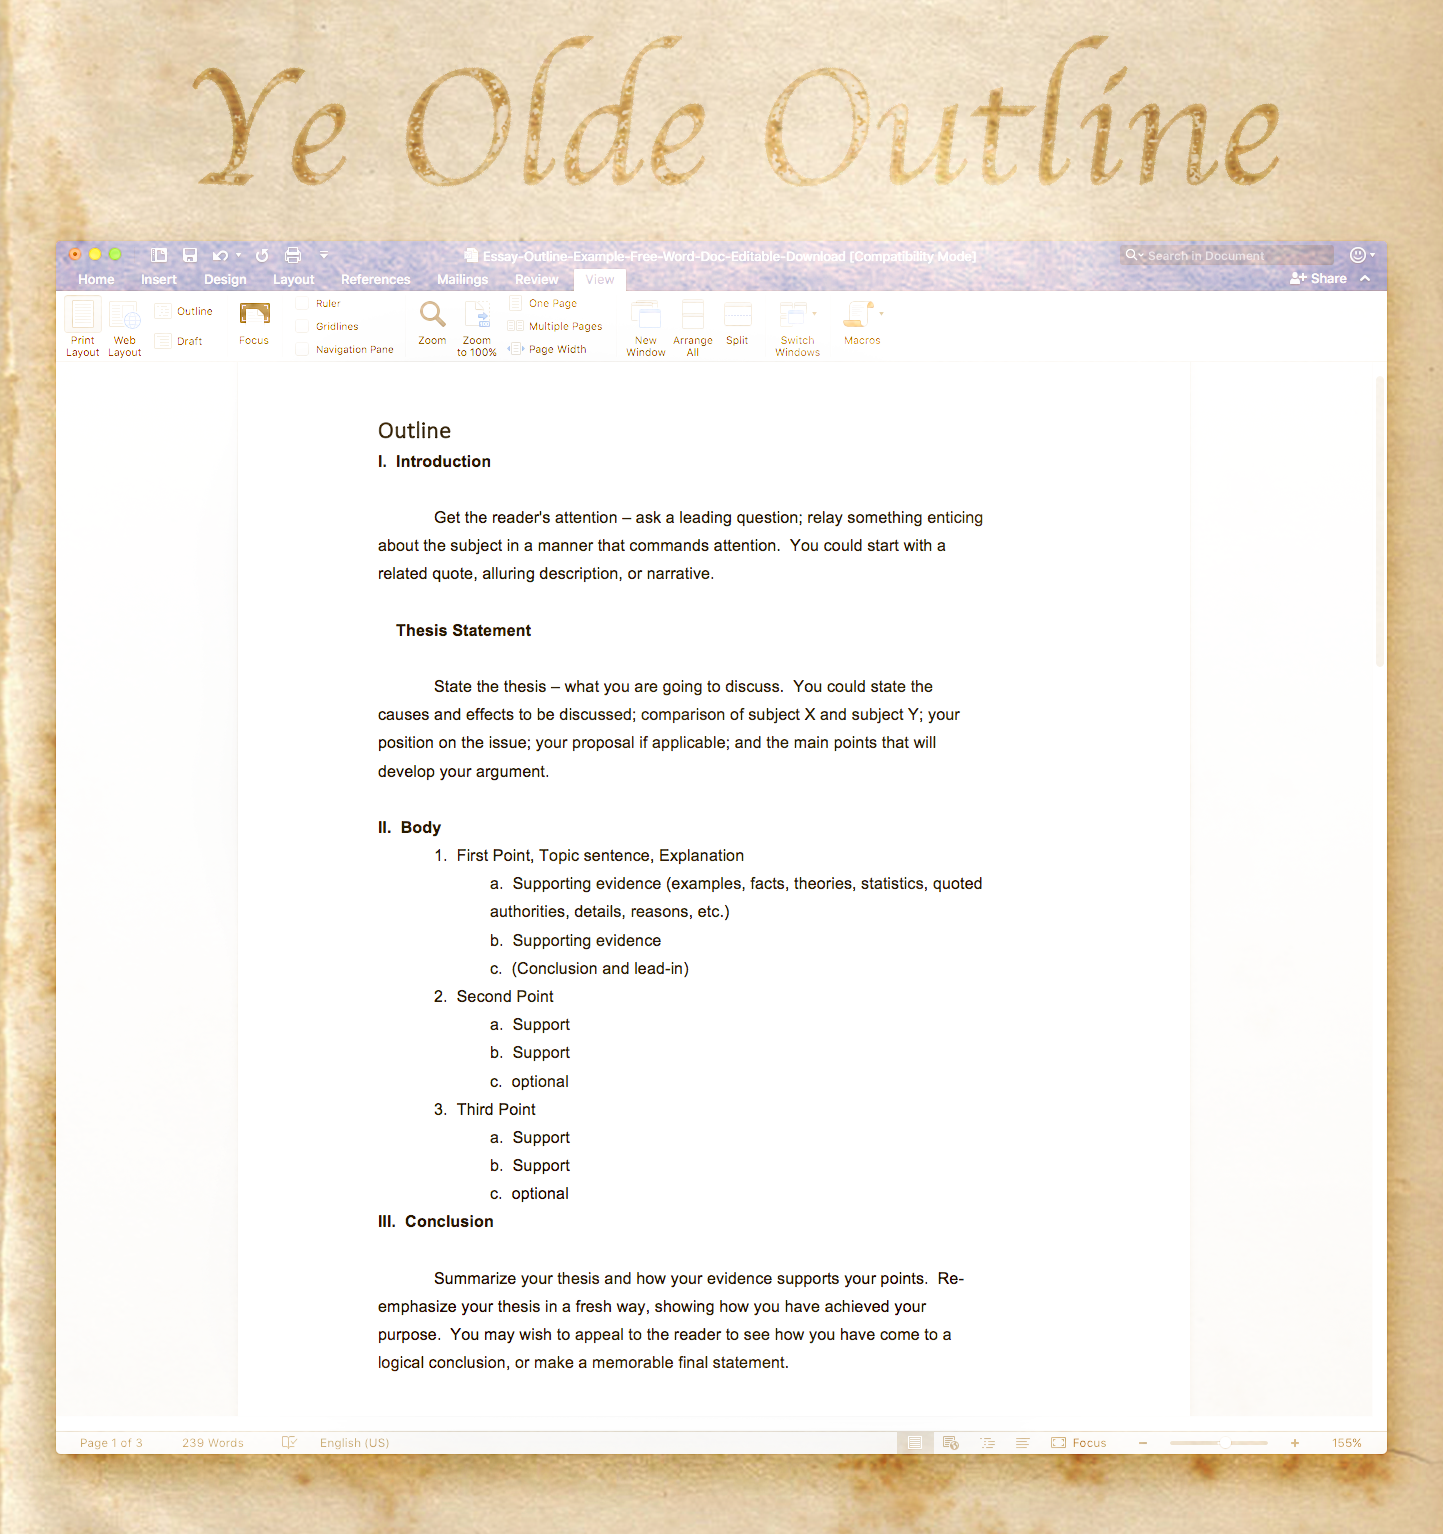 Ye Olde Outline
Essay-Outline-Example-Free-Word-Doc-Editable-Download [Compatibility Mode]
Search in Document
Home Insert Design Layout References Mailings Review View
Share
Print Layout
Web Layout
Outline
Draft
Focus
Ruler
Gridlines
Navigation Pane
Zoom
Zoom to 100%
One Page
Multiple Pages
Page Width
New Window
Arrange All
Split
Switch Windows
Macros
Outline
I. Introduction
Get the reader's attention – ask a leading question; relay something enticing
about the subject in a manner that commands attention. You could start with a
related quote, alluring description, or narrative.
Thesis Statement
State the thesis – what you are going to discuss. You could state the
causes and effects to be discussed; comparison of subject X and subject Y; your
position on the issue; your proposal if applicable; and the main points that will
develop your argument.
II. Body
1. First Point, Topic sentence, Explanation
a. Supporting evidence (examples, facts, theories, statistics, quoted
authorities, details, reasons, etc.)
b. Supporting evidence
c. (Conclusion and lead-in)
2. Second Point
a. Support
b. Support
c. optional
3. Third Point
a. Support
b. Support
c. optional
III. Conclusion
Summarize your thesis and how your evidence supports your points. Re-
emphasize your thesis in a fresh way, showing how you have achieved your
purpose. You may wish to appeal to the reader to see how you have come to a
logical conclusion, or make a memorable final statement.
Page 1 of 3 239 Words English (US) Focus 155%